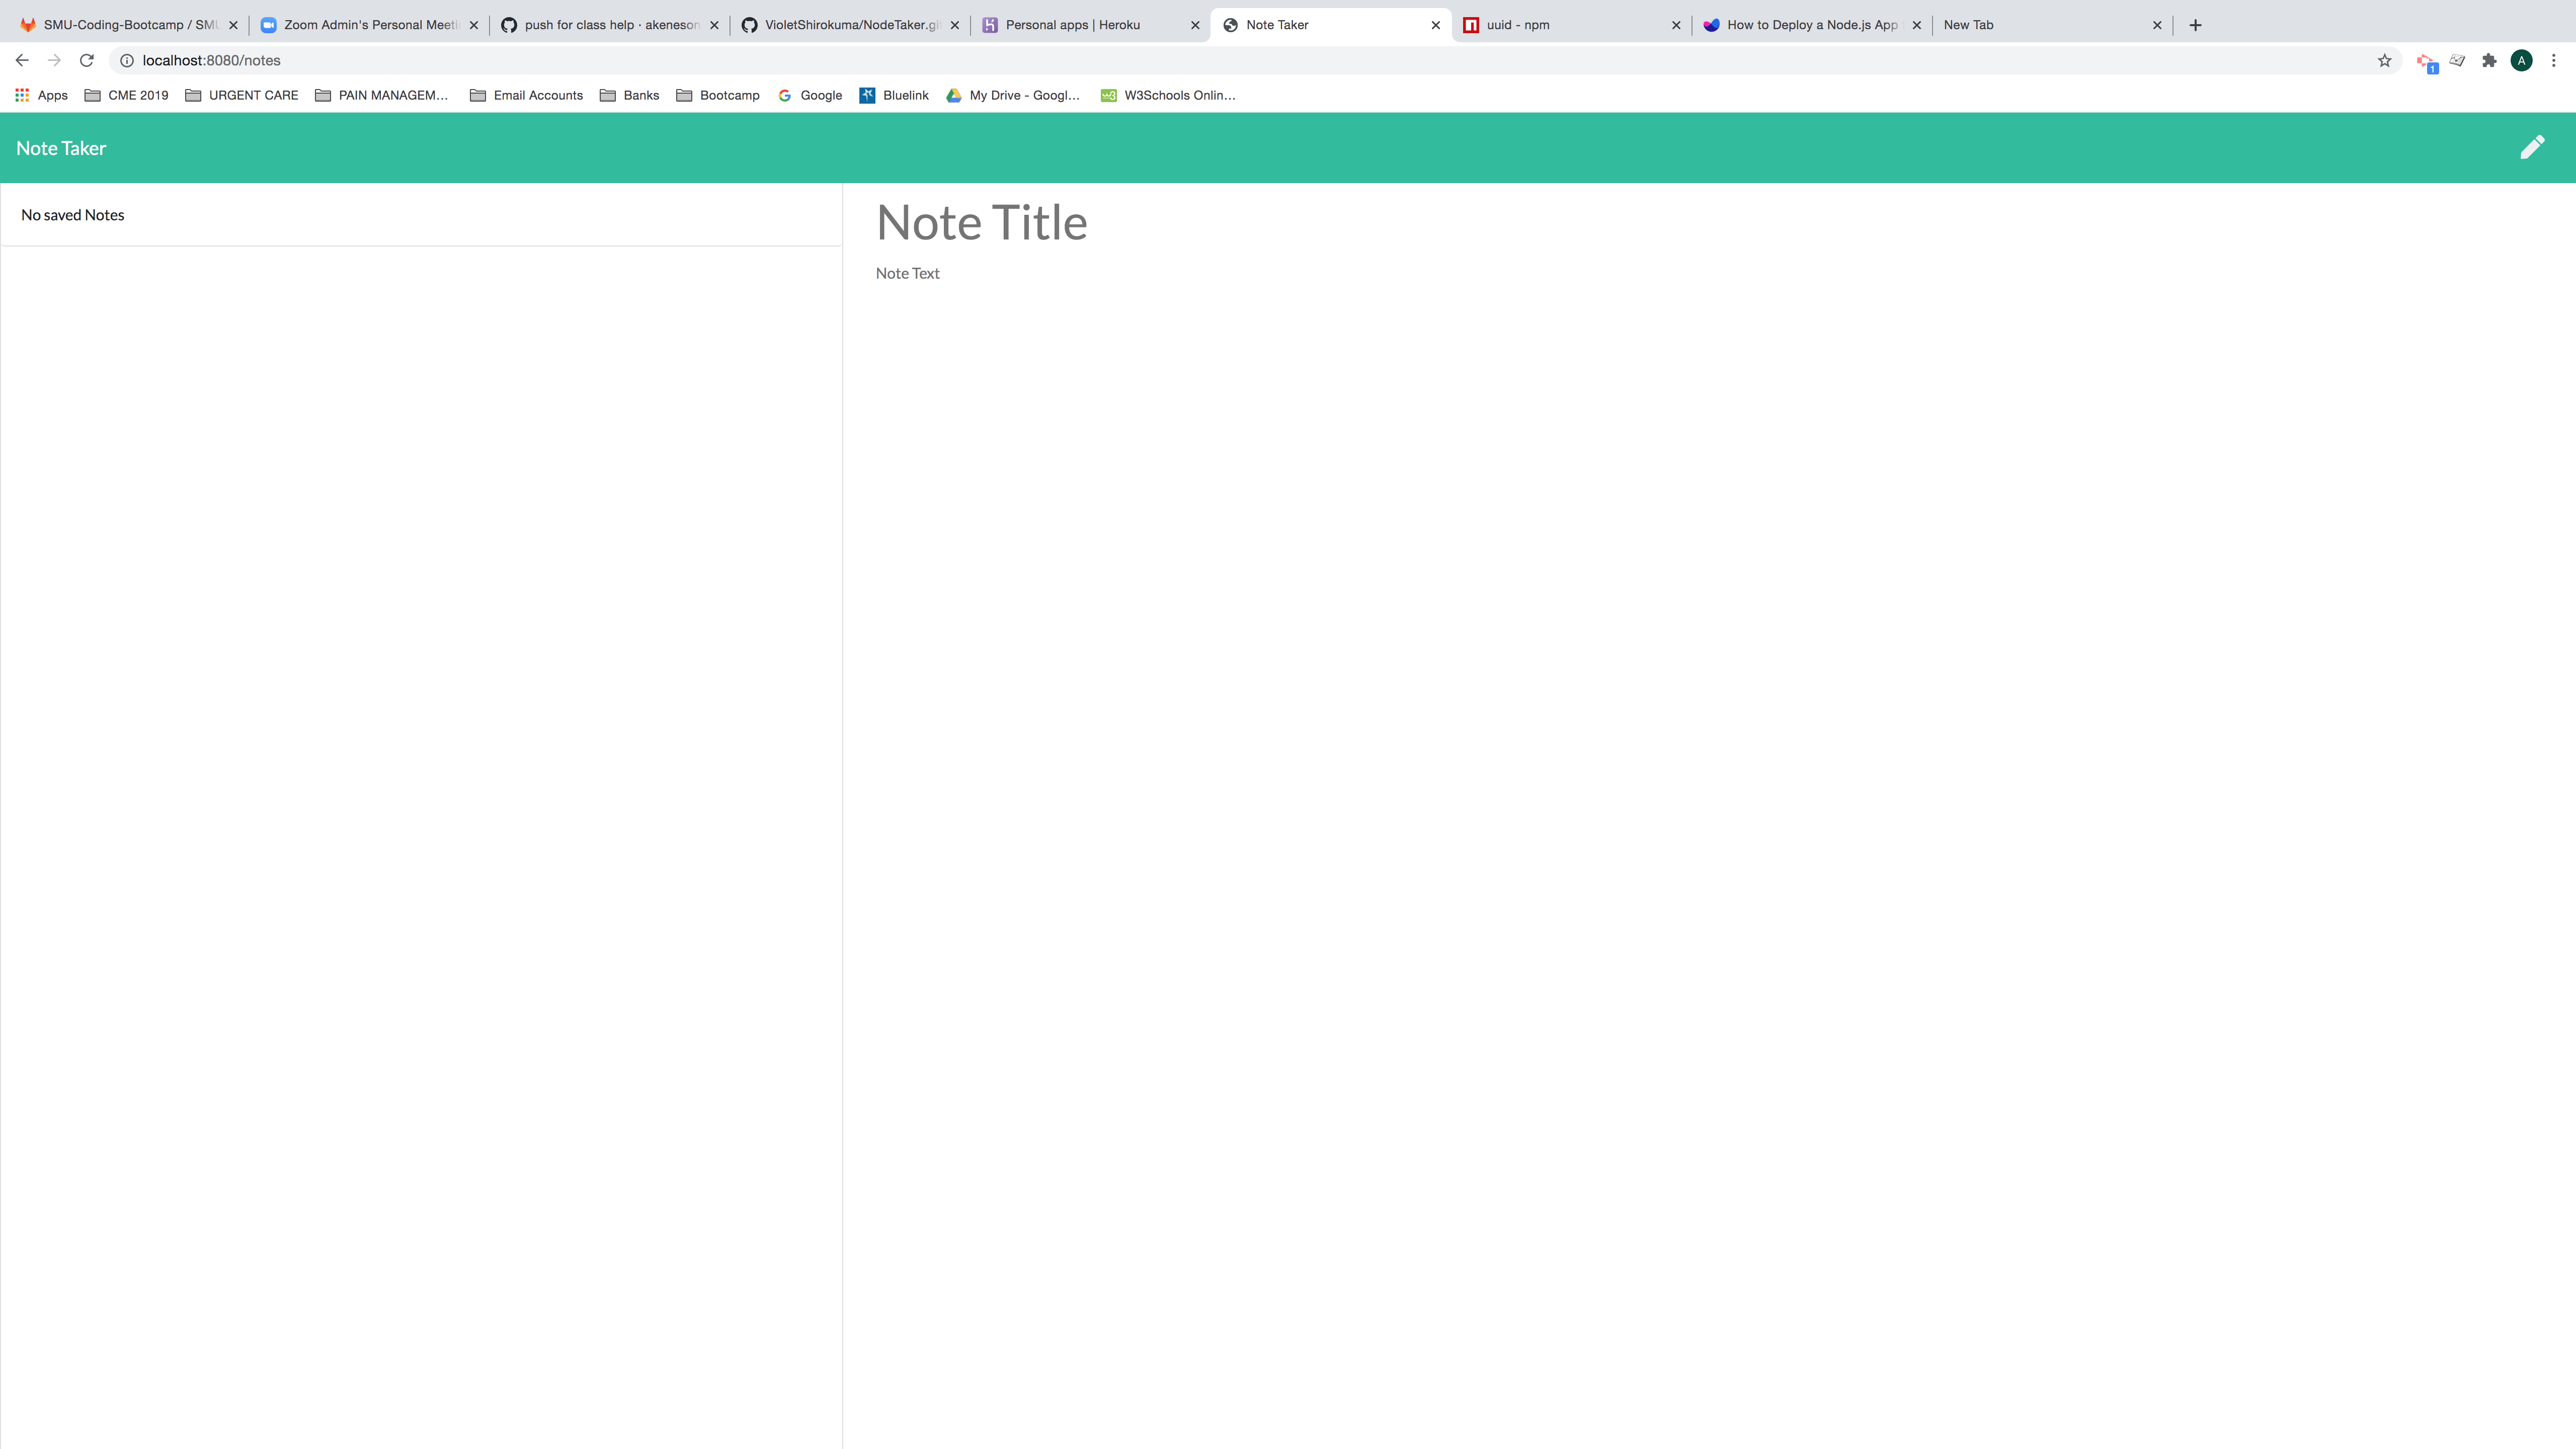 SMU-Coding-Bootcamp / SMU
Zoom Admin's Personal Meetin
push for class help · akeneson
VioletShirokuma/NodeTaker.git
Personal apps | Heroku
Note Taker
uuid - npm
How to Deploy a Node.js App
New Tab
localhost:8080/notes
A
1
Apps
CME 2019
URGENT CARE
PAIN MANAGEM...
Email Accounts
Banks
Bootcamp
Google
Bluelink
My Drive - Googl...
W3Schools Onlin...
Note Taker
No saved Notes
Note Title
Note Text